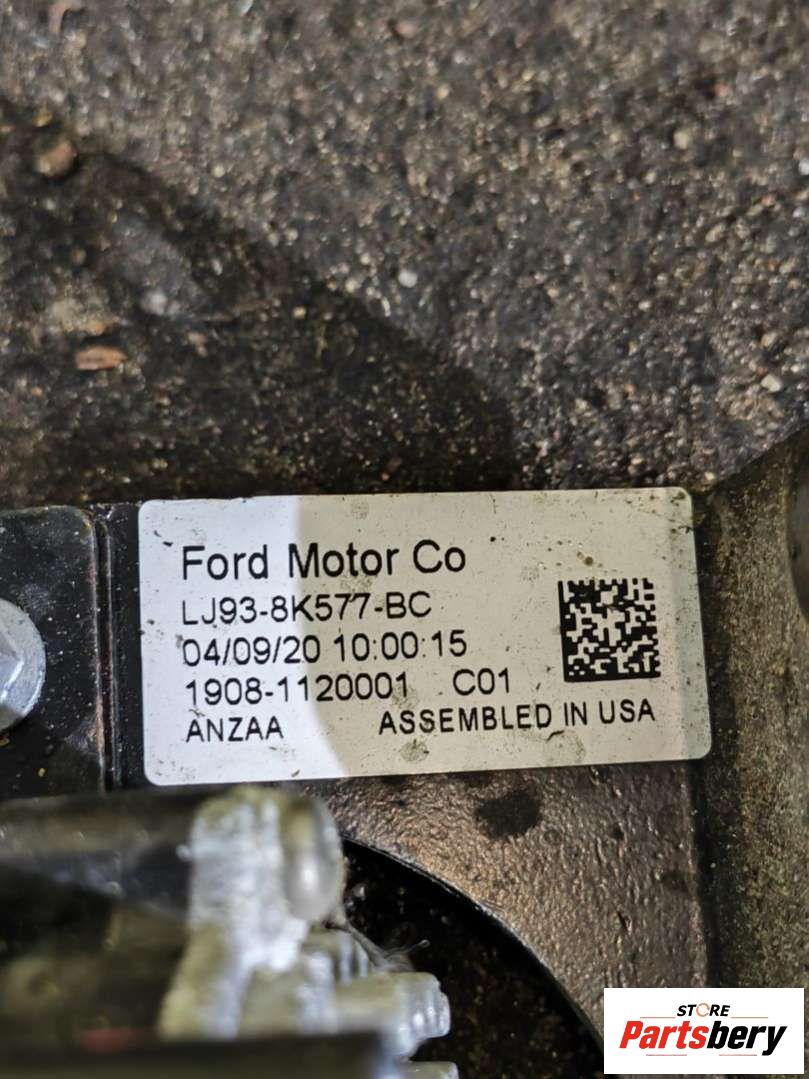 Ford Motor Co
LJ93-8K577-BC
04/09/20 10:00:15
1908-1120001 C01
ANZAA ASSEMBLED IN USA
STORE
Partsbery